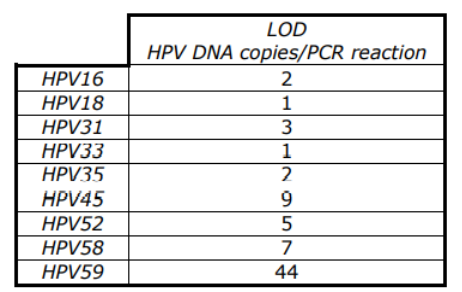 LOD
HPV DNA copies/PCR reaction
HPV16 2
HPV18 1
HPV31 3
HPV33 1
HPV35 2
HPV45 9
HPV52 5
HPV58 7
HPV59 44